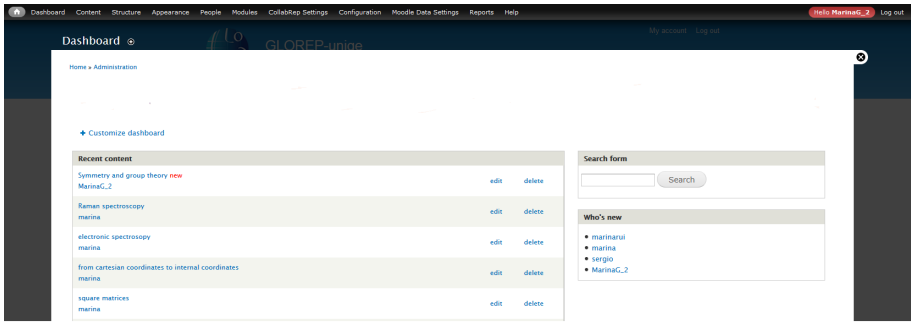 Dashboard Content Structure Appearance People Modules CollabRep Settings Configuration Moodle Data Settings Reports Help Hello MarinaG_2 Log out
My account Log out
Dashboard
GLOREP-unige
Home » Administration
Customize dashboard
Recent content
Symmetry and group theory new
MarinaG_2
edit delete
Raman spectroscopy
marina
edit delete
electronic spectrosopy
marina
edit delete
from cartesian coordinates to internal coordinates
marina
edit delete
square matrices
marina
edit delete
Search form
Search
Who's new
marinarui
marina
sergio
MarinaG_2